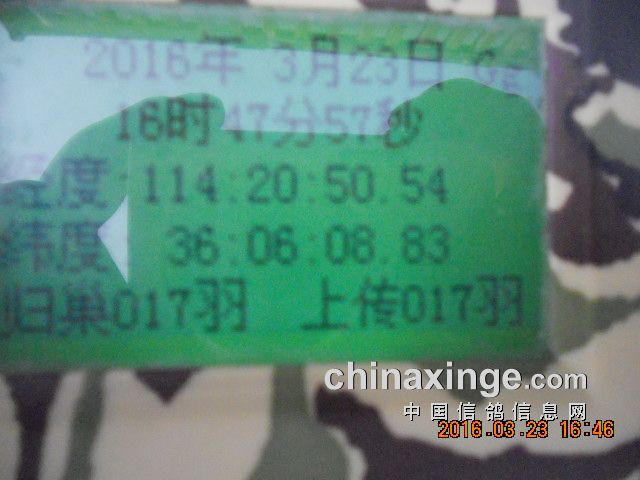 2016年 3月23日
16时47分57秒
经度:114:20:50.54
纬度: 36:06:08.83
归巢017羽 上传017羽
chinaxinge.com
中国信鸽信息网
2016.03.23 16:46